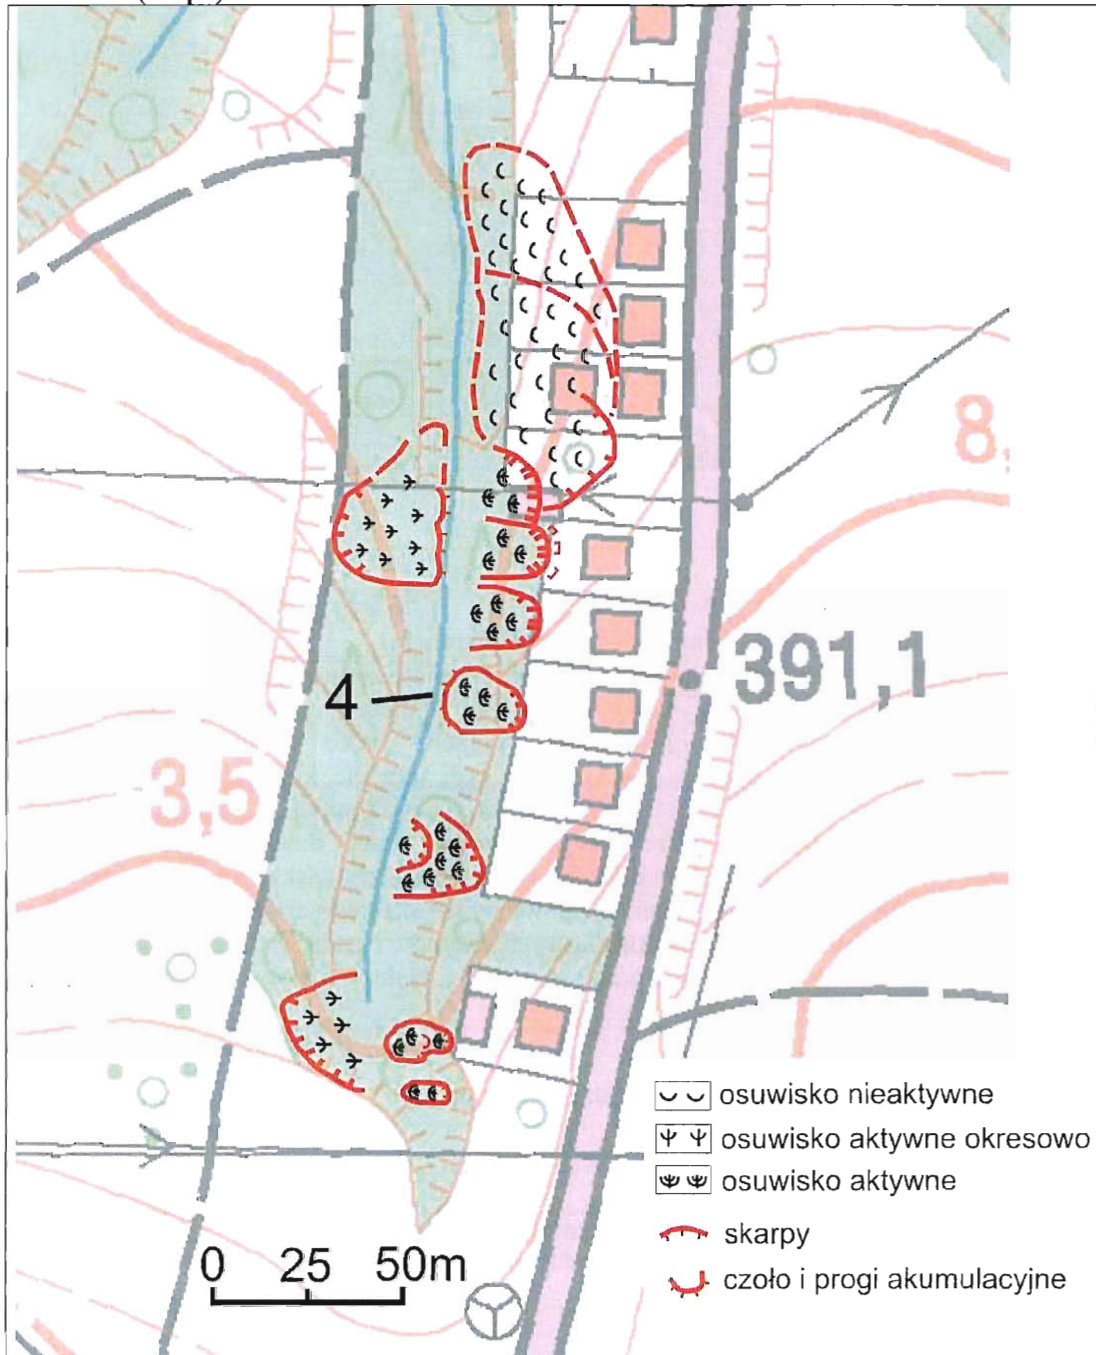 8,
391,1
4
3,5
osuwisko nieaktywne
osuwisko aktywne okresowo
osuwisko aktywne
skarpy
czoło i progi akumulacyjne
0 25 50m